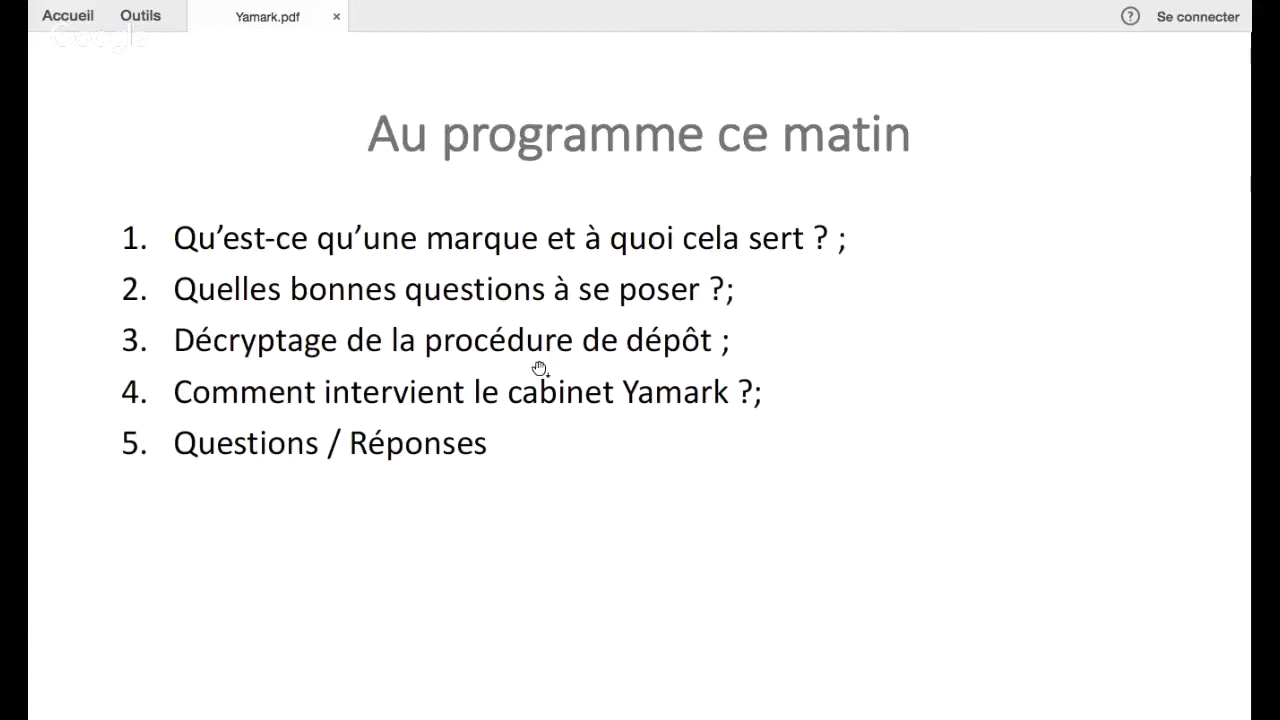 Accueil Outils Yamark.pdf × ? Se connecter
Google
Au programme ce matin
1. Qu’est-ce qu’une marque et à quoi cela sert ? ;
2. Quelles bonnes questions à se poser ?;
3. Décryptage de la procédure de dépôt ;
4. Comment intervient le cabinet Yamark ?;
5. Questions / Réponses